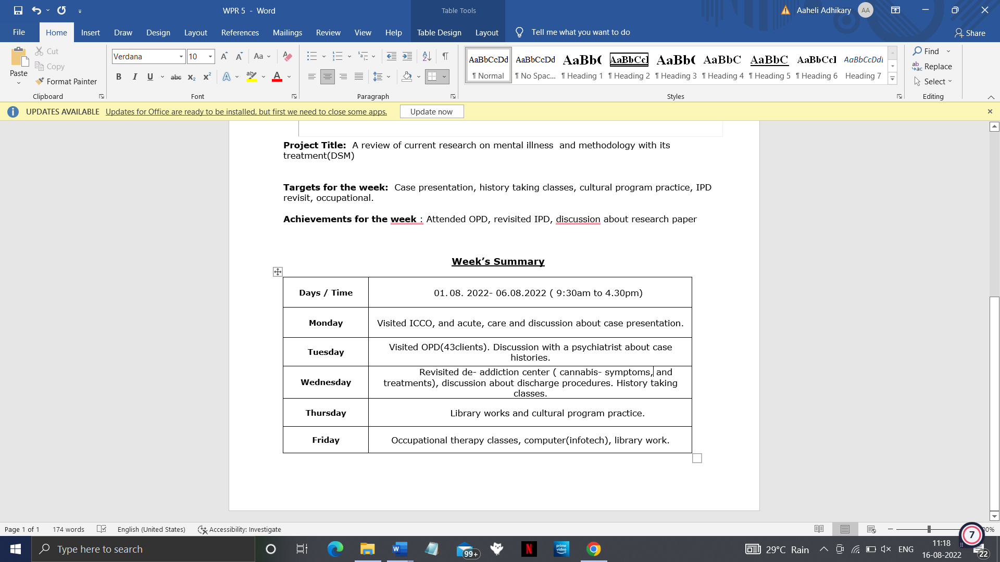 WPR 5 - Word
Table Tools
Aaheli Adhikary
AA
File
Home
Insert
Draw
Design
Layout
References
Mailings
Review
View
Help
Table Design
Layout
Tell me what you want to do
Share
Paste
Cut
Copy
Format Painter
Clipboard
Verdana
10
Font
Paragraph
AaBbCcDd AaBbCcDd AaBb( AaBbCc] AaBb( AaBbC AaBbC AaBbCc] AaBbCcDdl
¶ Normal ¶ No Spac... ¶ Heading 1 ¶ Heading 2 ¶ Heading 3 ¶ Heading 4 ¶ Heading 5 ¶ Heading 6 Heading 7
Styles
Find
Replace
Select
Editing
UPDATES AVAILABLE Updates for Office are ready to be installed, but first we need to close some apps. Update now
Project Title: A review of current research on mental illness and methodology with its
treatment(DSM)
Targets for the week: Case presentation, history taking classes, cultural program practice, IPD
revisit, occupational.
Achievements for the week : Attended OPD, revisited IPD, discussion about research paper
Week’s Summary
Days / Time
01. 08. 2022- 06.08.2022 ( 9:30am to 4.30pm)
Monday
Visited ICCO, and acute, care and discussion about case presentation.
Tuesday
Visited OPD(43clients). Discussion with a psychiatrist about case
histories.
Wednesday
Revisited de- addiction center ( cannabis- symptoms, and
treatments), discussion about discharge procedures. History taking
classes.
Thursday
Library works and cultural program practice.
Friday
Occupational therapy classes, computer(infotech), library work.
Page 1 of 1
174 words
English (United States)
Accessibility: Investigate
7
Type here to search
99+
29°C Rain
ENG
11:18
16-08-2022
22